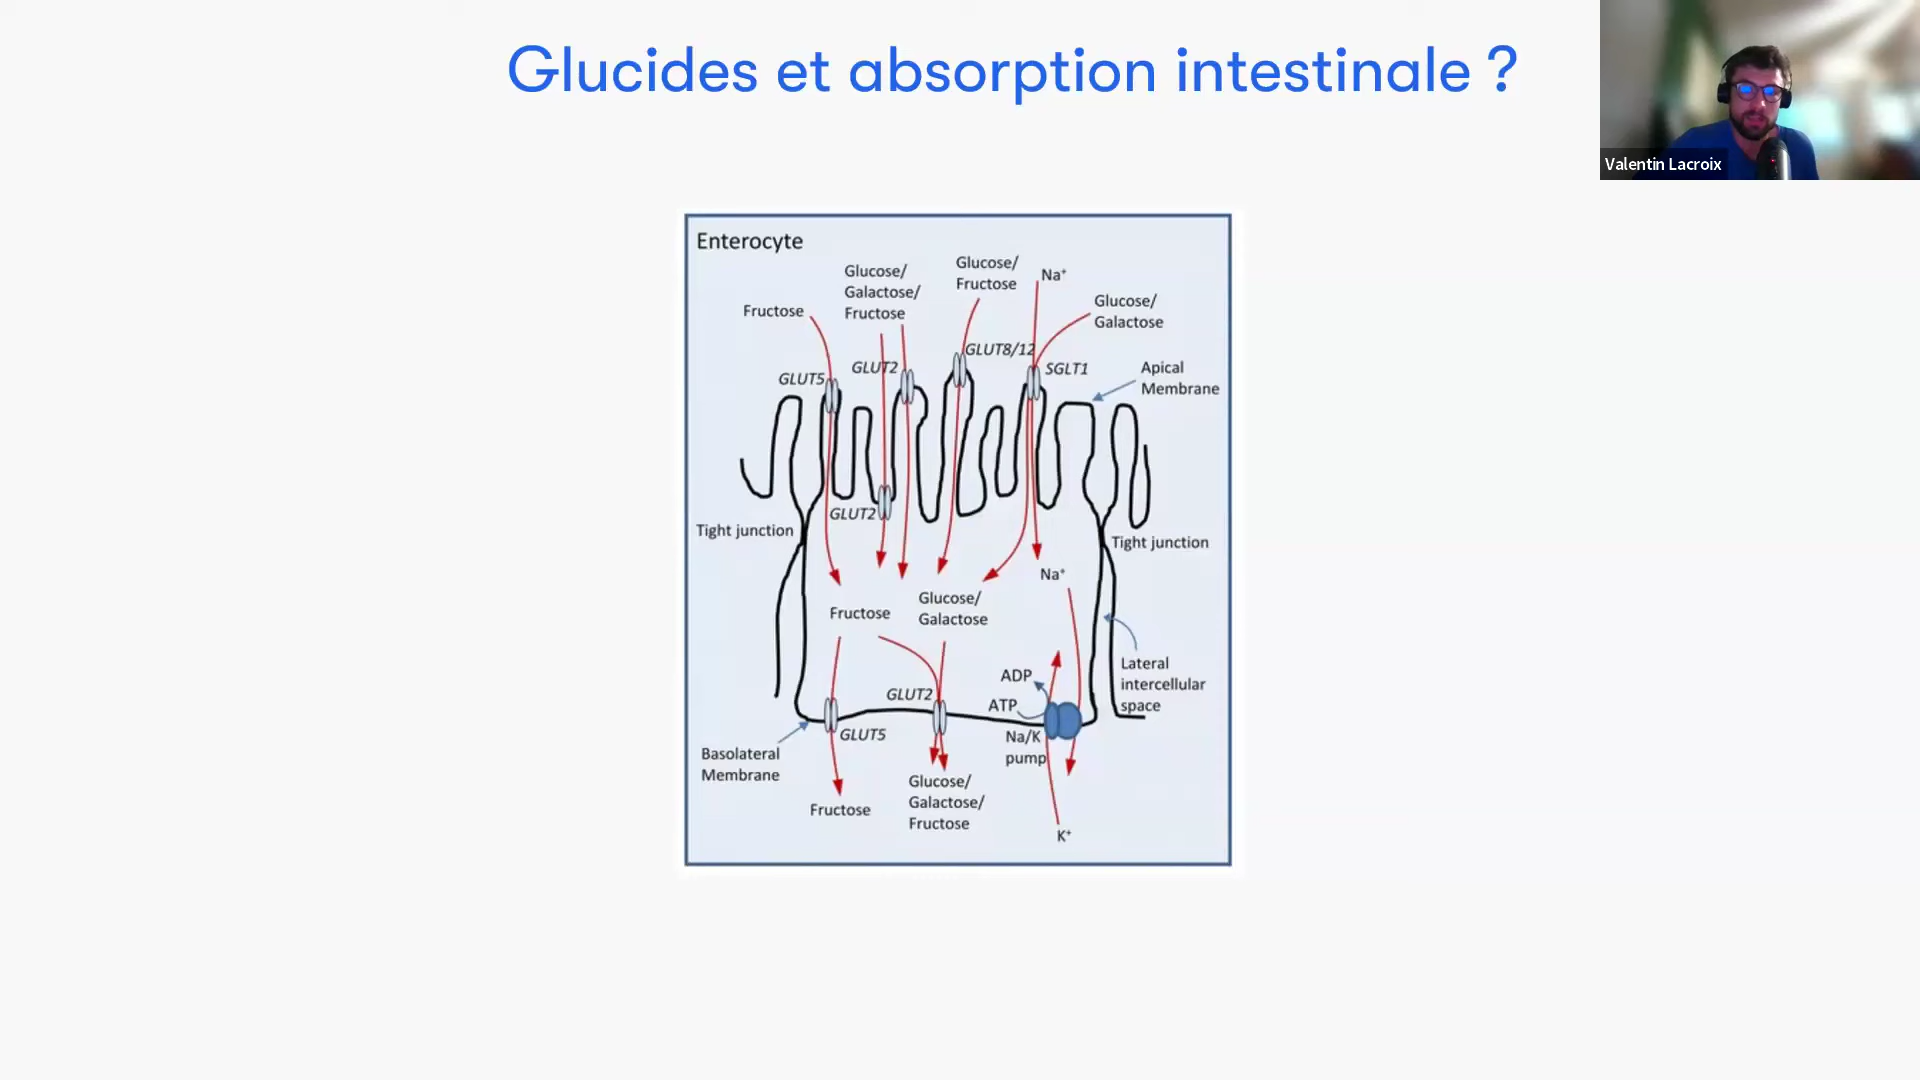 Glucides et absorption intestinale ?
Valentin Lacroix
Enterocyte
Glucose/
Galactose/
Fructose
Glucose/
Fructose
Na⁺
Glucose/
Galactose
Fructose
GLUT5
GLUT2
GLUT8/12
SGLT1
Apical
Membrane
GLUT2
Tight junction
Tight junction
Na⁺
Fructose
Glucose/
Galactose
Lateral
intercellular
space
ADP
ATP
GLUT2
GLUT5
Na/K
pump
Basolateral
Membrane
Fructose
Glucose/
Galactose/
Fructose
K⁺